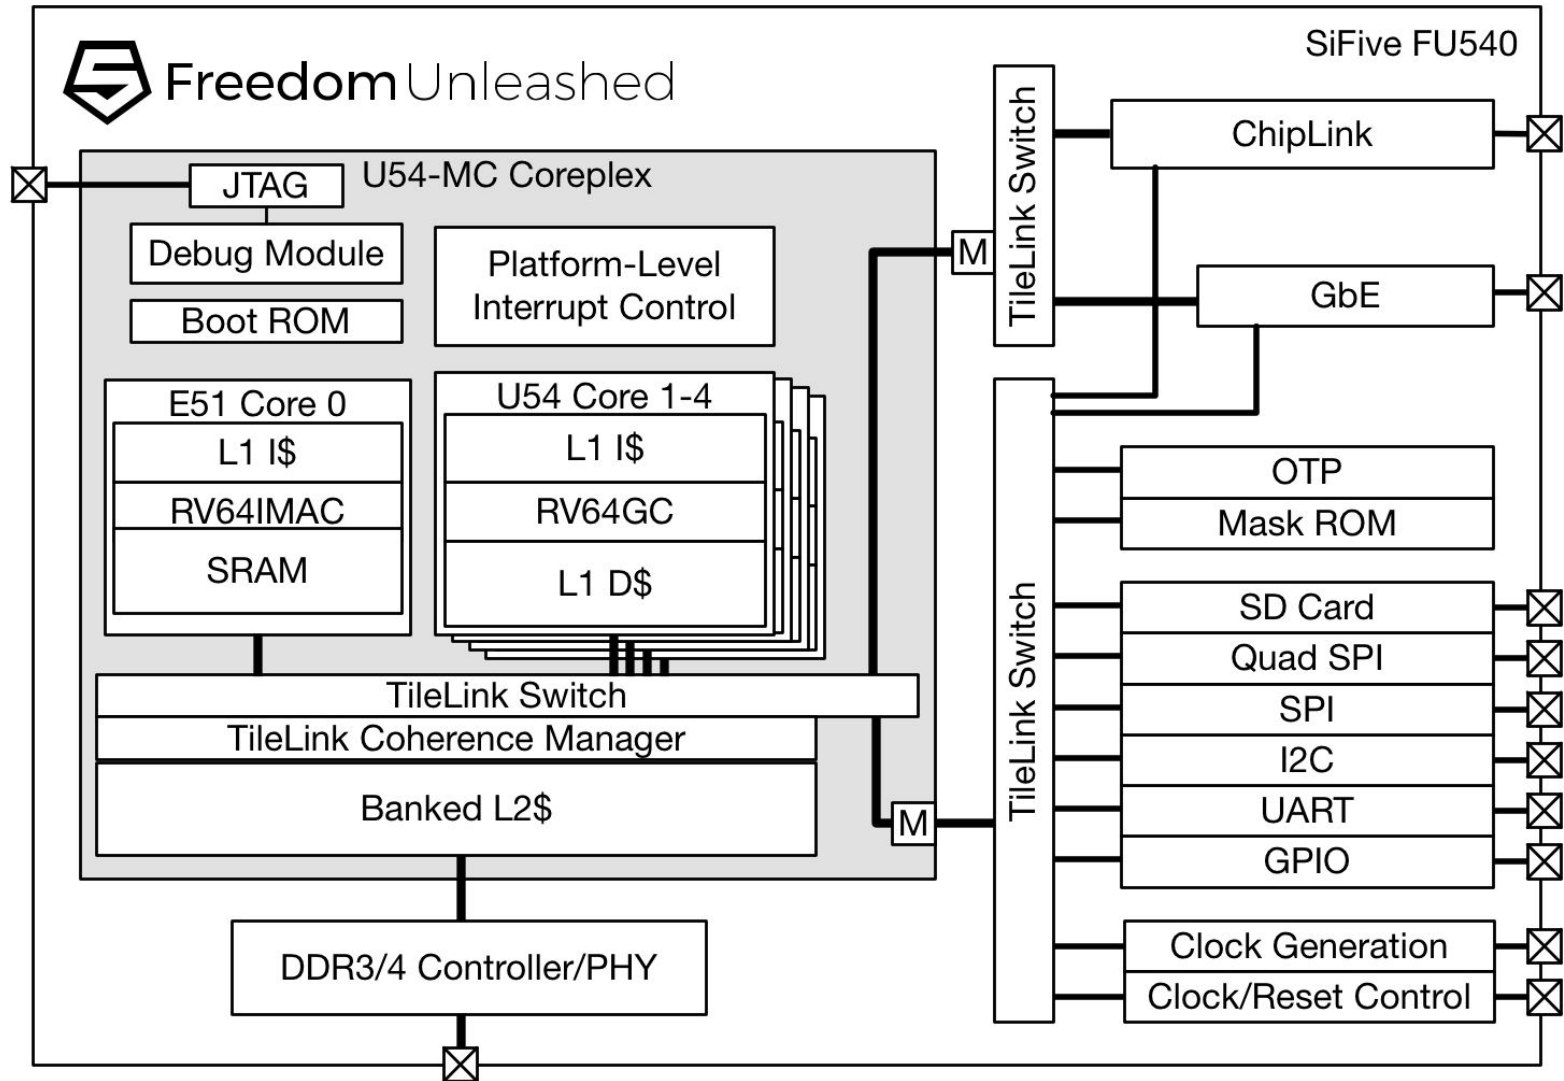 SiFive FU540
Freedom Unleashed
U54-MC Coreplex
JTAG
Debug Module
Boot ROM
Platform-Level
Interrupt Control
E51 Core 0
L1 I$
RV64IMAC
SRAM
U54 Core 1-4
L1 I$
RV64GC
L1 D$
TileLink Switch
TileLink Coherence Manager
Banked L2$
DDR3/4 Controller/PHY
M
M
TileLink Switch
TileLink Switch
ChipLink
GbE
OTP
Mask ROM
SD Card
Quad SPI
SPI
I2C
UART
GPIO
Clock Generation
Clock/Reset Control